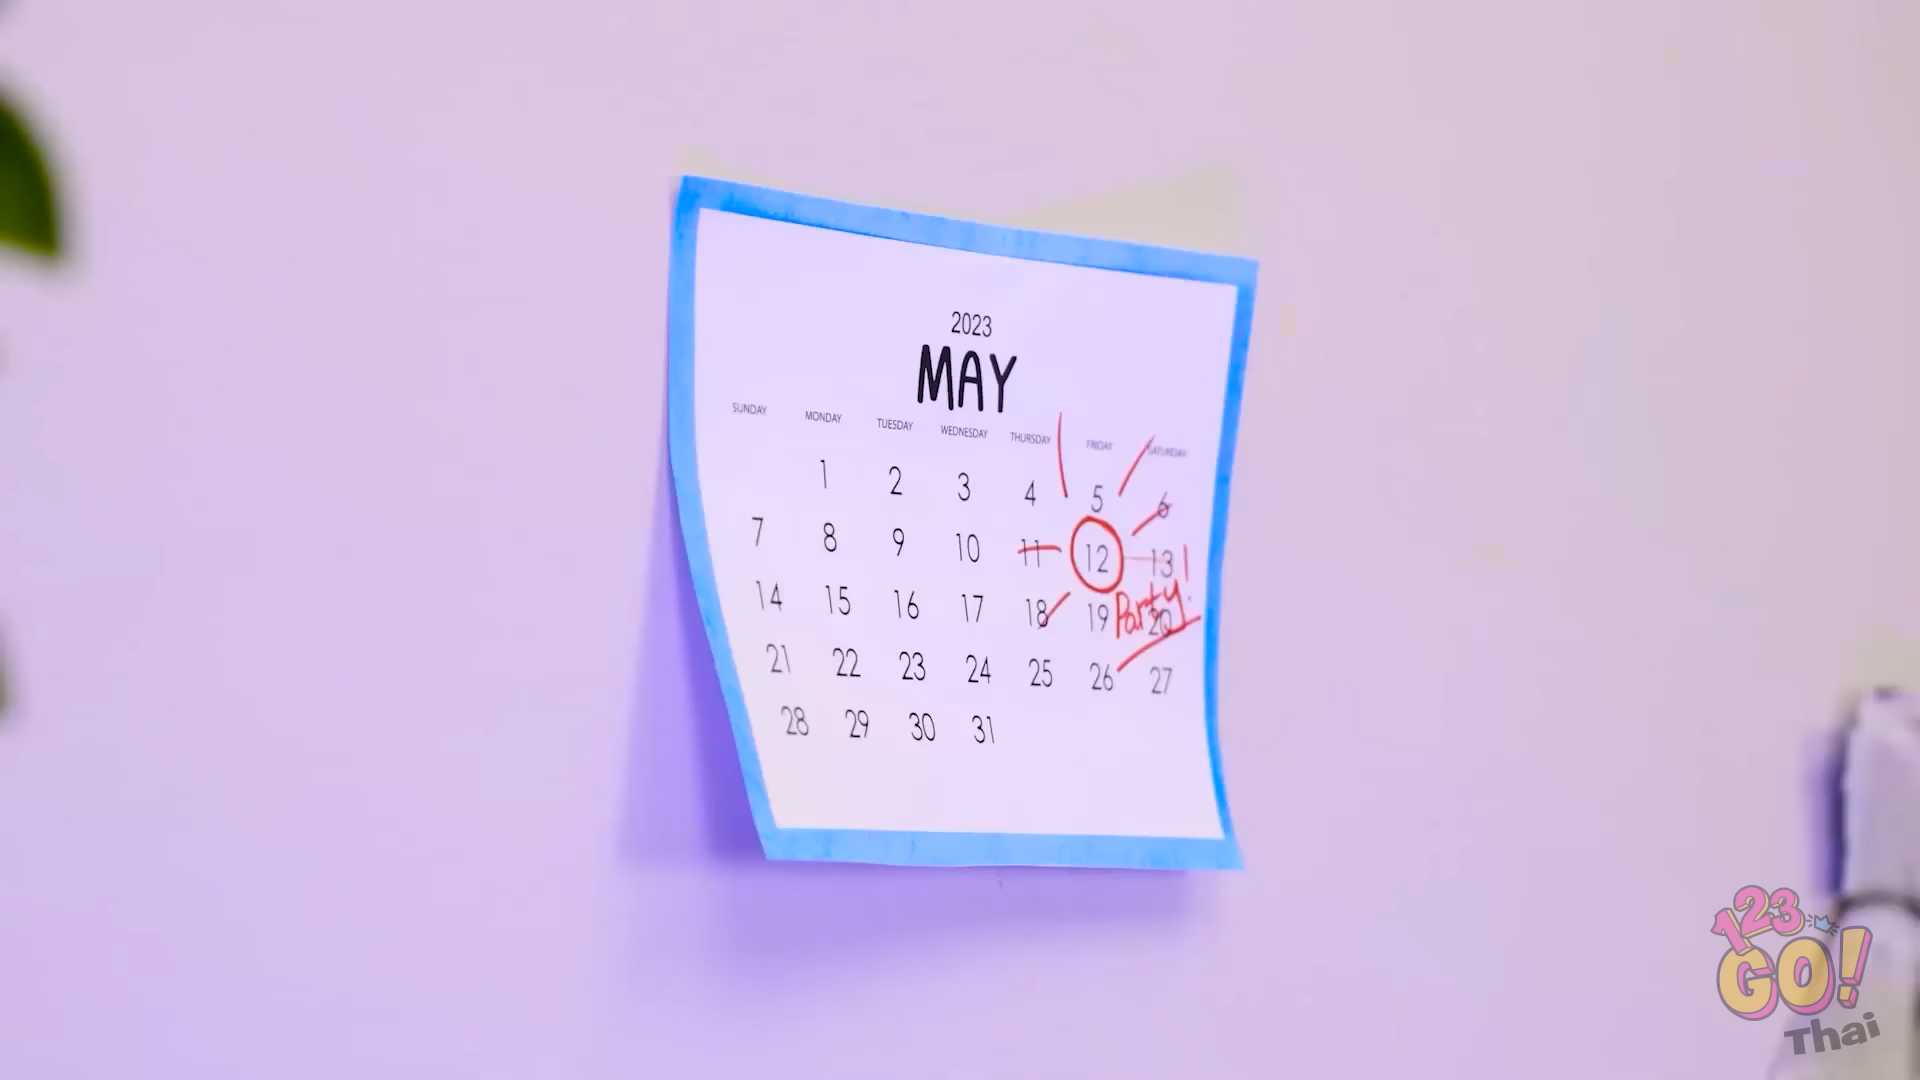 2023
MAY
SUNDAY MONDAY TUESDAY WEDNESDAY THURSDAY FRIDAY SATURDAY
1 2 3 4 5 6
7 8 9 10 11 12 13
Party!
14 15 16 17 18 19 20
21 22 23 24 25 26 27
28 29 30 31
123
GO!
Thai